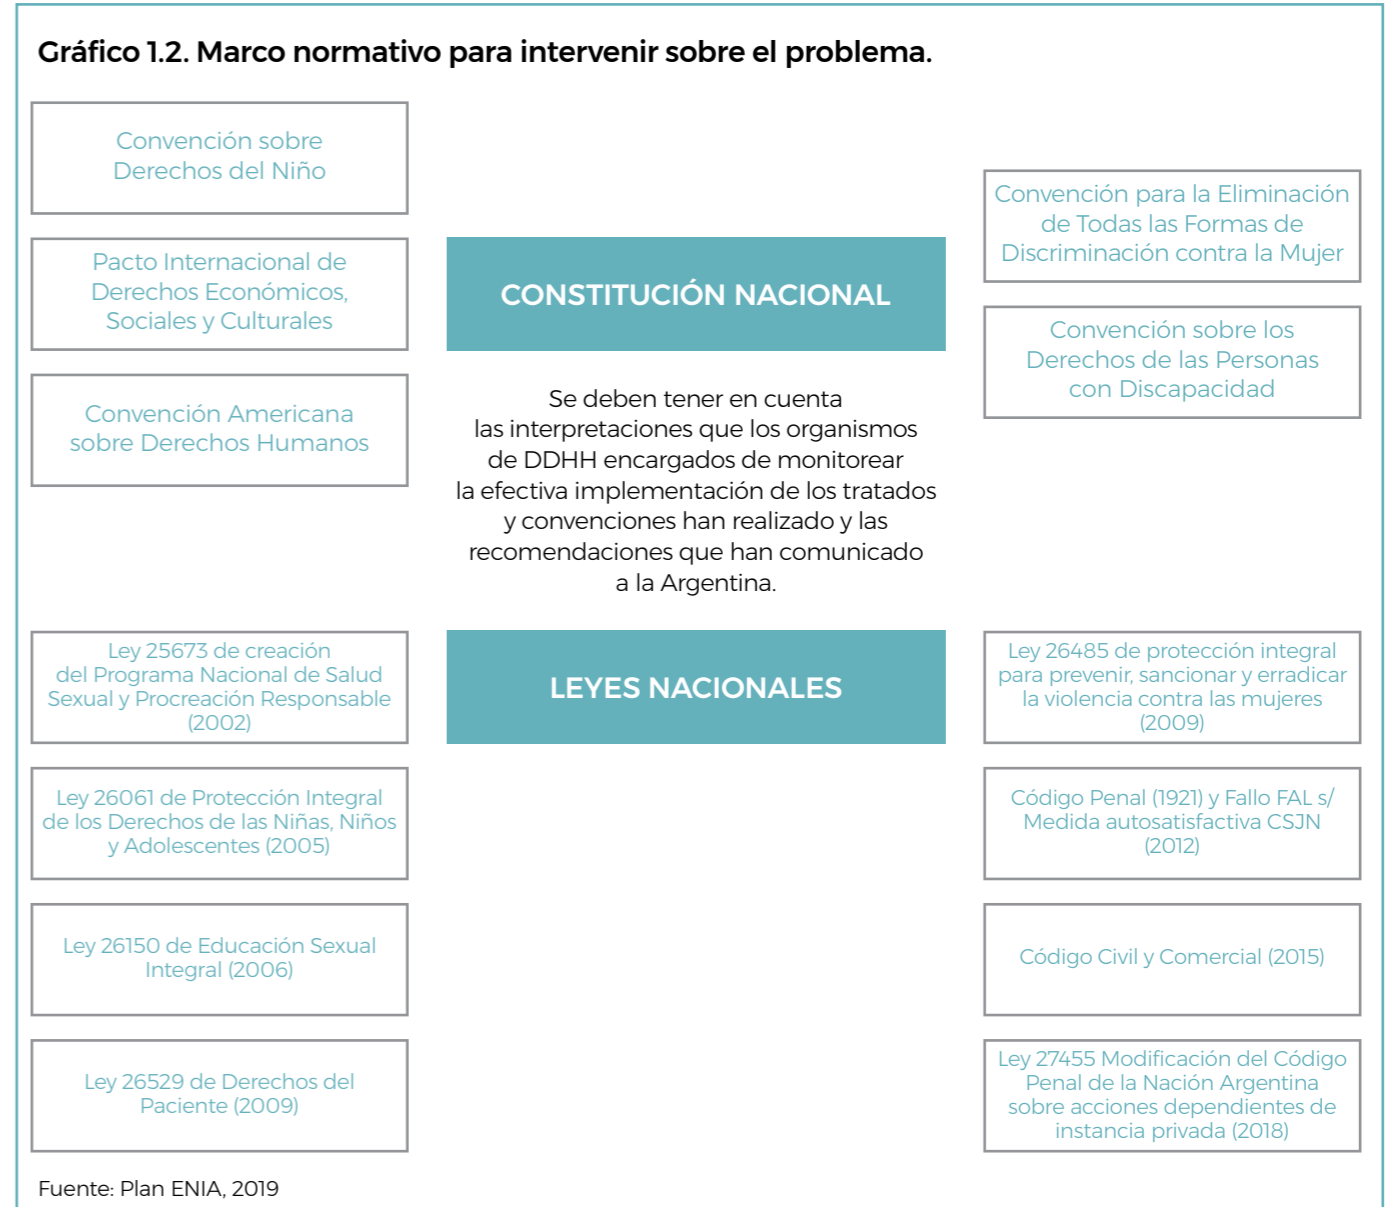 Gráfico 1.2. Marco normativo para intervenir sobre el problema.
Convención sobre
Derechos del Niño
Pacto Internacional de
Derechos Económicos,
Sociales y Culturales
Convención Americana
sobre Derechos Humanos
CONSTITUCIÓN NACIONAL
Se deben tener en cuenta
las interpretaciones que los organismos
de DDHH encargados de monitorear
la efectiva implementación de los tratados
y convenciones han realizado y las
recomendaciones que han comunicado
a la Argentina.
Convención para la Eliminación
de Todas las Formas de
Discriminación contra la Mujer
Convención sobre los
Derechos de las Personas
con Discapacidad
Ley 25673 de creación
del Programa Nacional de Salud
Sexual y Procreación Responsable
(2002)
Ley 26061 de Protección Integral
de los Derechos de las Niñas, Niños
y Adolescentes (2005)
Ley 26150 de Educación Sexual
Integral (2006)
Ley 26529 de Derechos del
Paciente (2009)
LEYES NACIONALES
Ley 26485 de protección integral
para prevenir, sancionar y erradicar
la violencia contra las mujeres
(2009)
Código Penal (1921) y Fallo FAL s/
Medida autosatisfactiva CSJN
(2012)
Código Civil y Comercial (2015)
Ley 27455 Modificación del Código
Penal de la Nación Argentina
sobre acciones dependientes de
instancia privada (2018)
Fuente: Plan ENIA, 2019